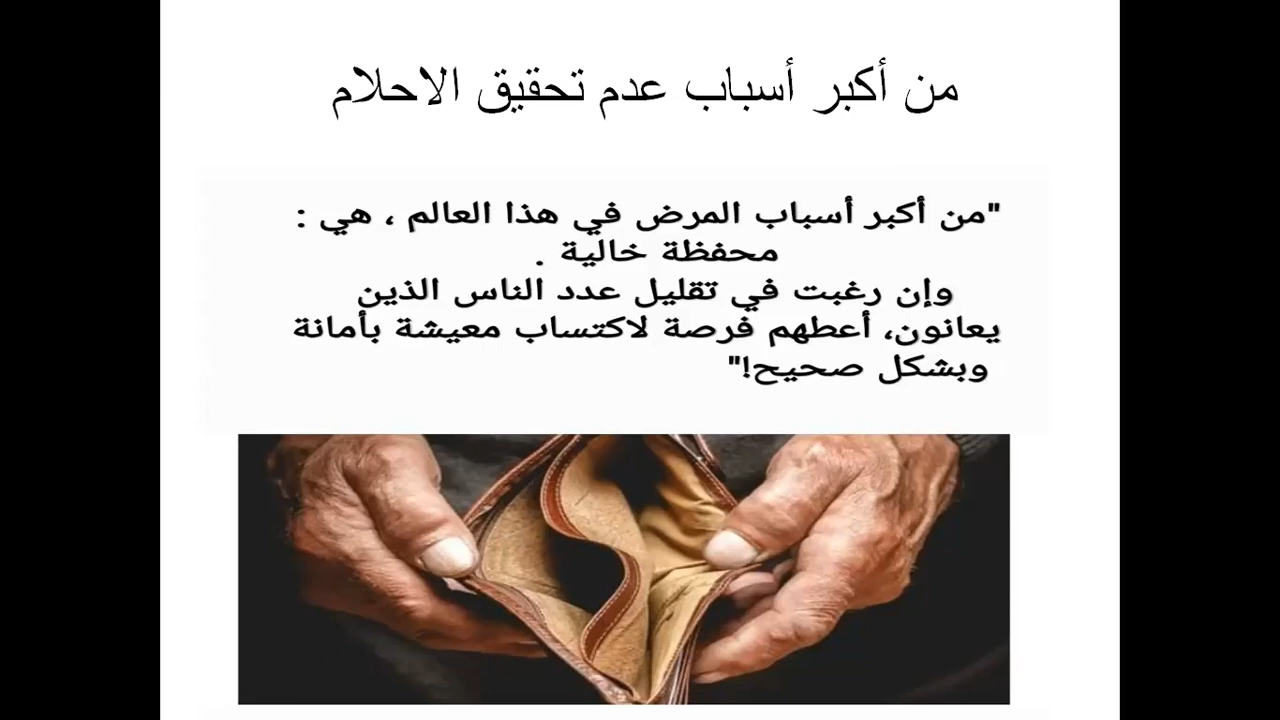 من أكبر أسباب عدم تحقيق الاحلام
"من أكبر أسباب المرض في هذا العالم ، هي :
محفظة خالية .
وإن رغبت في تقليل عدد الناس الذين
يعانون، أعطهم فرصة لاكتساب معيشة بأمانة
وبشكل صحيح!"